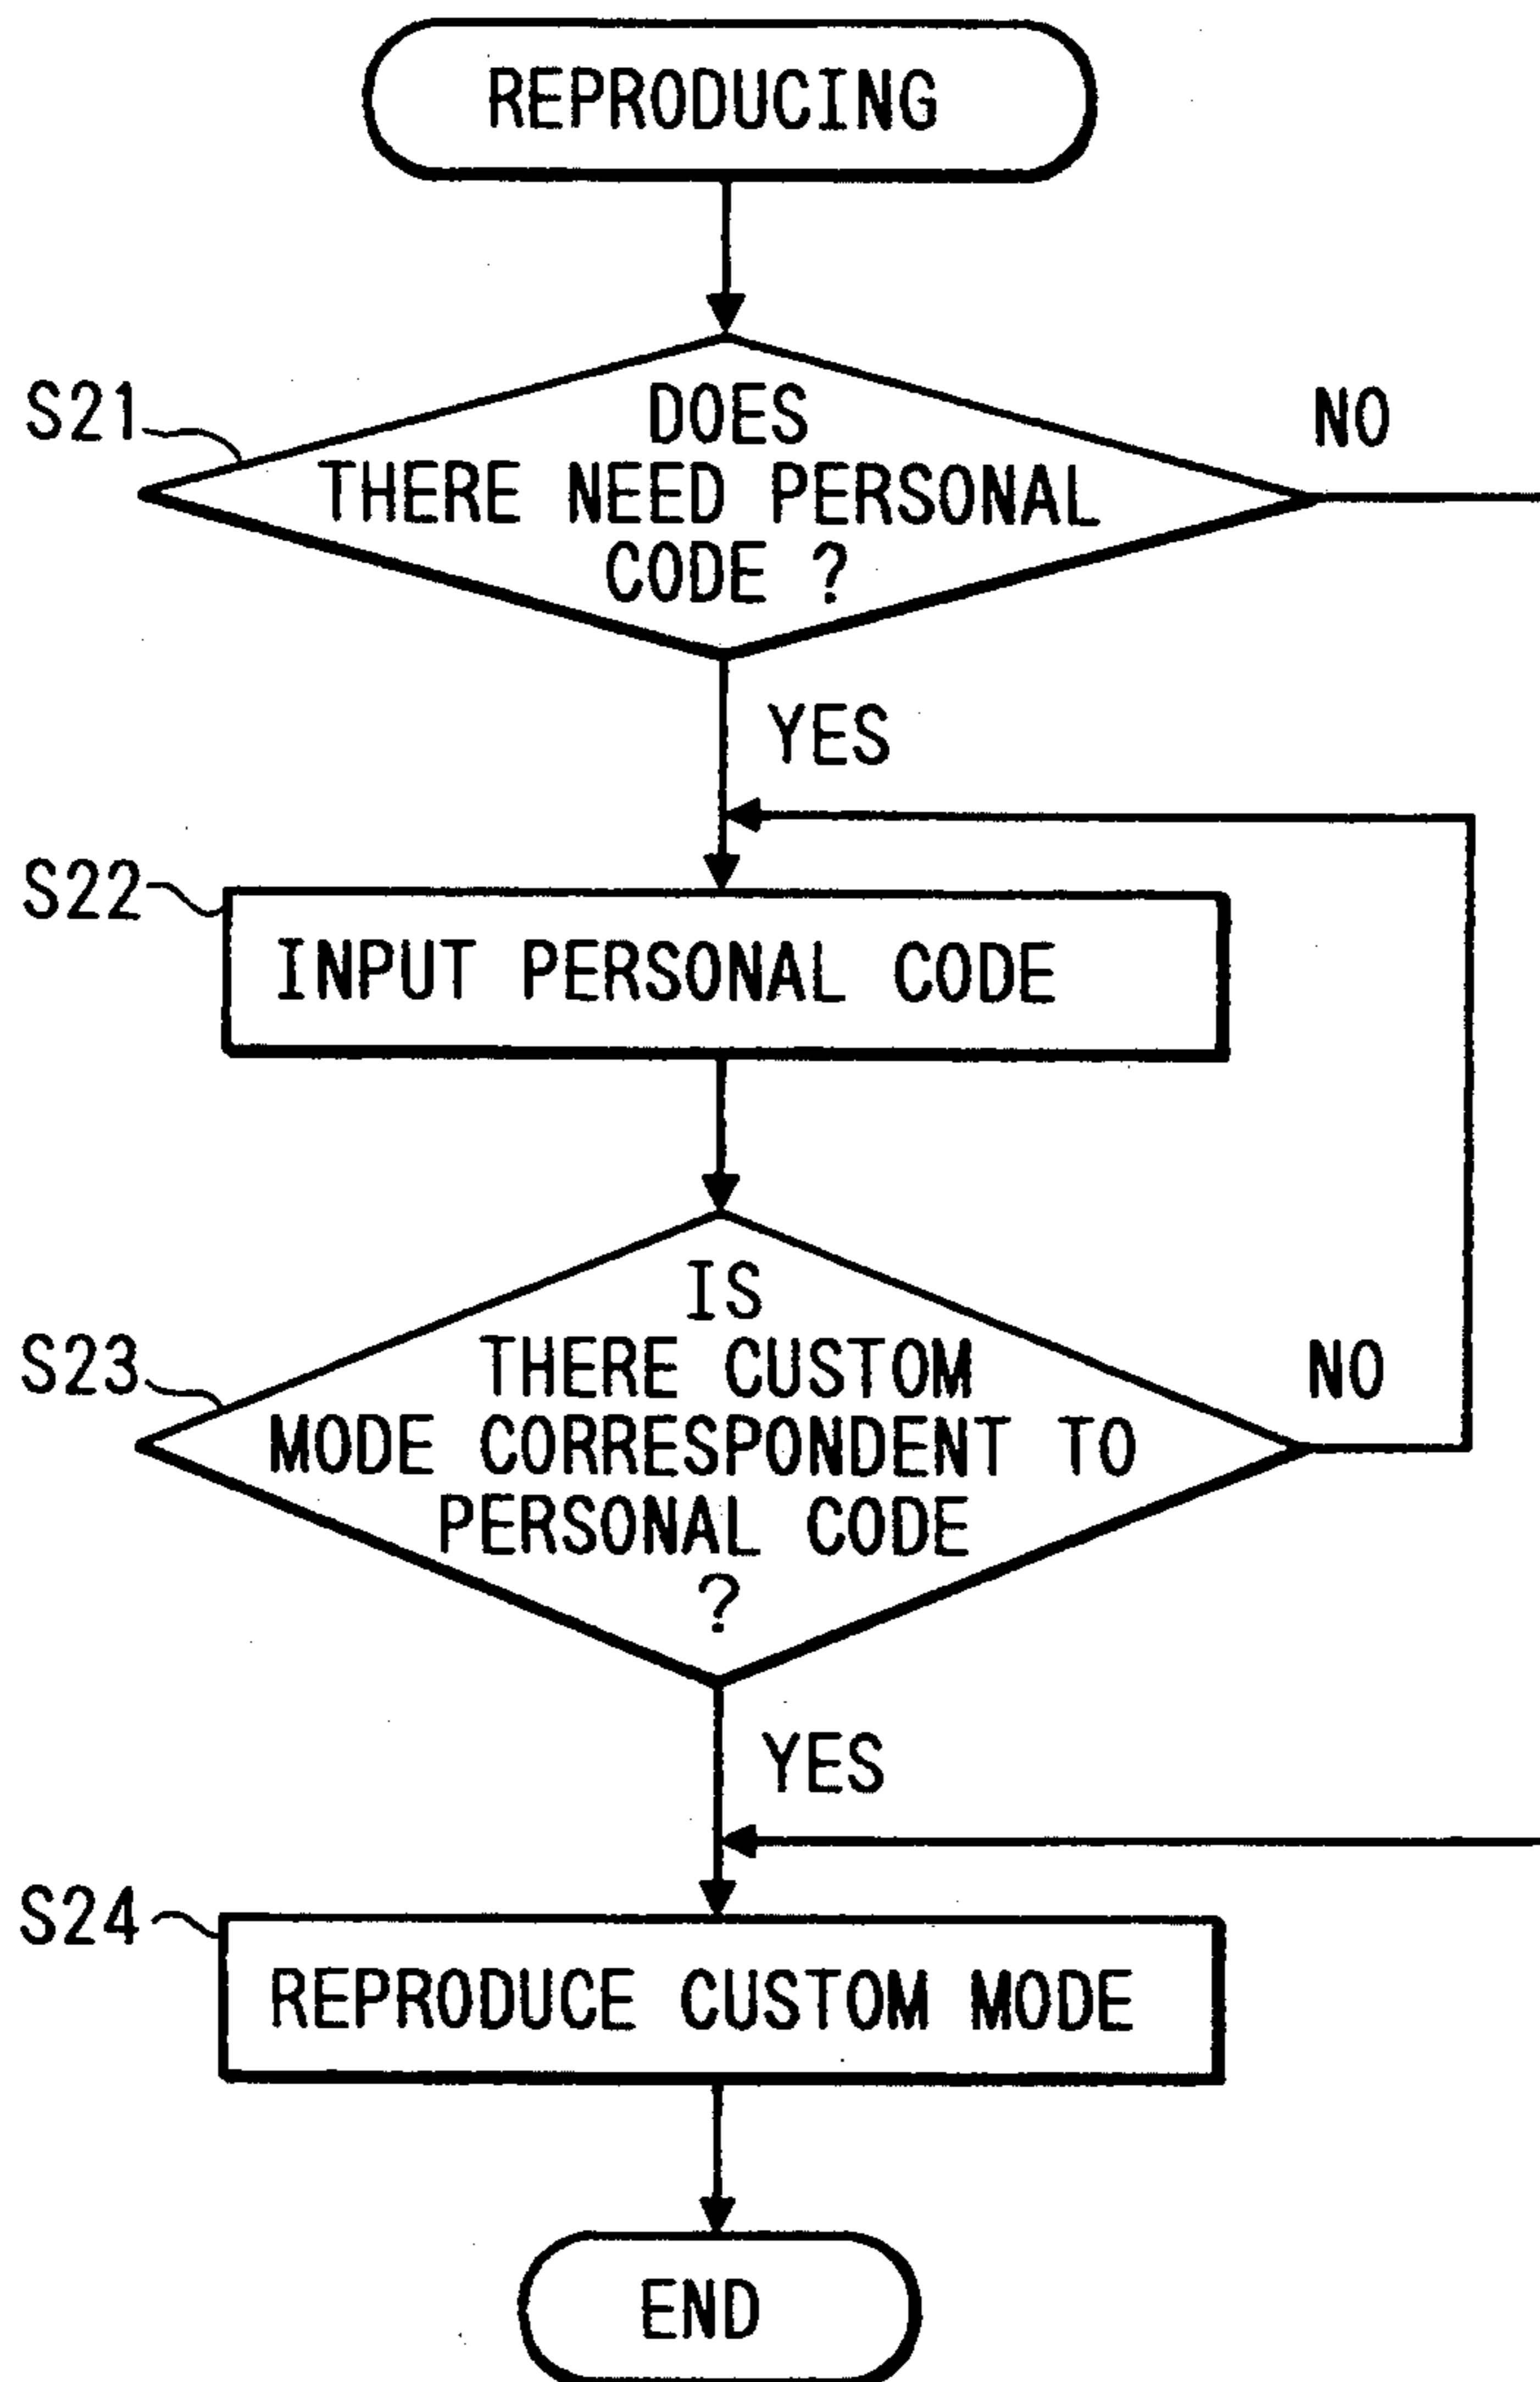 REPRODUCING
S21
DOES
THERE NEED PERSONAL
CODE ?
NO
YES
S22
INPUT PERSONAL CODE
S23
IS
THERE CUSTOM
MODE CORRESPONDENT TO
PERSONAL CODE
?
NO
YES
S24
REPRODUCE CUSTOM MODE
END